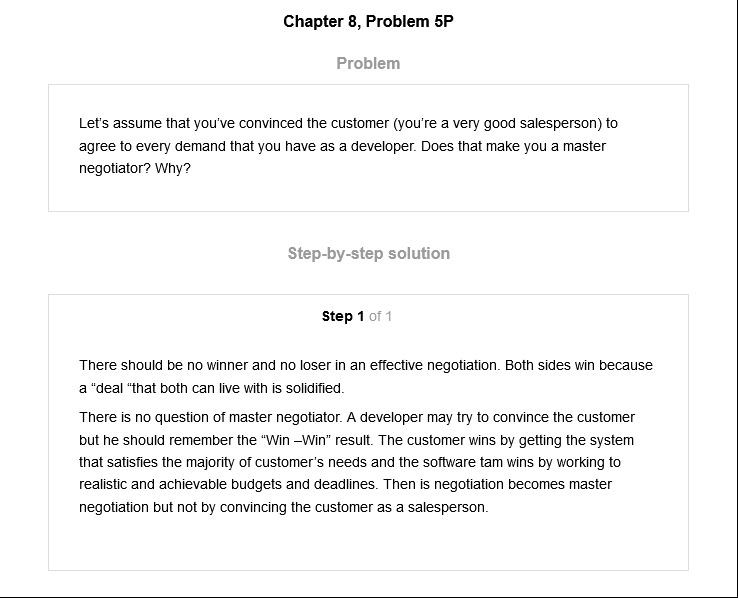 Chapter 8, Problem 5P
Problem
Let’s assume that you’ve convinced the customer (you’re a very good salesperson) to
agree to every demand that you have as a developer. Does that make you a master
negotiator? Why?
Step-by-step solution
Step 1 of 1
There should be no winner and no loser in an effective negotiation. Both sides win because
a “deal “that both can live with is solidified.
There is no question of master negotiator. A developer may try to convince the customer
but he should remember the “Win –Win” result. The customer wins by getting the system
that satisfies the majority of customer’s needs and the software tam wins by working to
realistic and achievable budgets and deadlines. Then is negotiation becomes master
negotiation but not by convincing the customer as a salesperson.